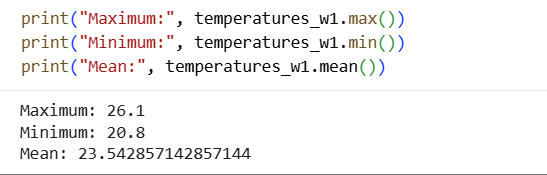 print("Maximum:", temperatures_w1.max())
print("Minimum:", temperatures_w1.min())
print("Mean:", temperatures_w1.mean())
Maximum: 26.1
Minimum: 20.8
Mean: 23.542857142857144